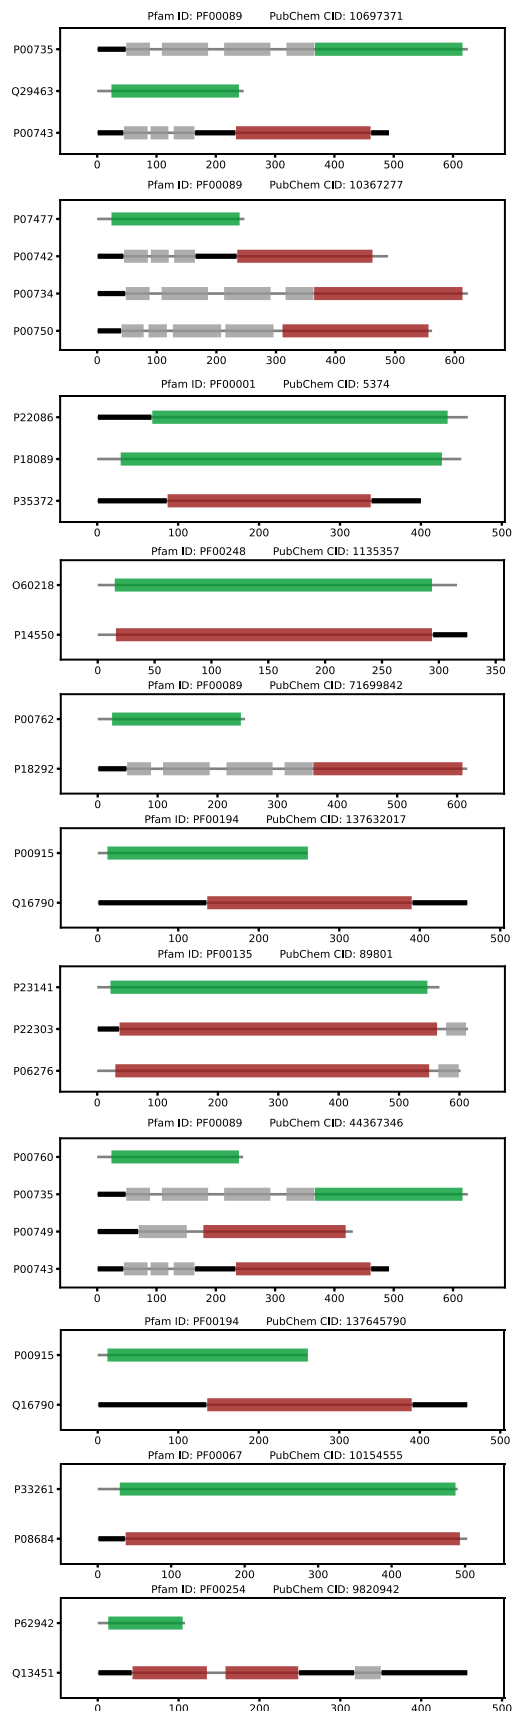 Pfam ID: PF00089 PubChem CID: 10697371
P00735
Q29463
P00743
0 100 200 300 400 500 600
Pfam ID: PF00089 PubChem CID: 10367277
P07477
P00742
P00734
P00750
0 100 200 300 400 500 600
Pfam ID: PF00001 PubChem CID: 5374
P22086
P18089
P35372
0 100 200 300 400 500
Pfam ID: PF00248 PubChem CID: 1135357
O60218
P14550
0 50 100 150 200 250 300 350
Pfam ID: PF00089 PubChem CID: 71699842
P00762
P18292
0 100 200 300 400 500 600
Pfam ID: PF00194 PubChem CID: 137632017
P00915
Q16790
0 100 200 300 400 500
Pfam ID: PF00135 PubChem CID: 89801
P23141
P22303
P06276
0 100 200 300 400 500 600
Pfam ID: PF00089 PubChem CID: 44367346
P00760
P00735
P00749
P00743
0 100 200 300 400 500 600
Pfam ID: PF00194 PubChem CID: 137645790
P00915
Q16790
0 100 200 300 400 500
Pfam ID: PF00067 PubChem CID: 10154555
P33261
P08684
0 100 200 300 400 500
Pfam ID: PF00254 PubChem CID: 9820942
P62942
Q13451
0 100 200 300 400 500